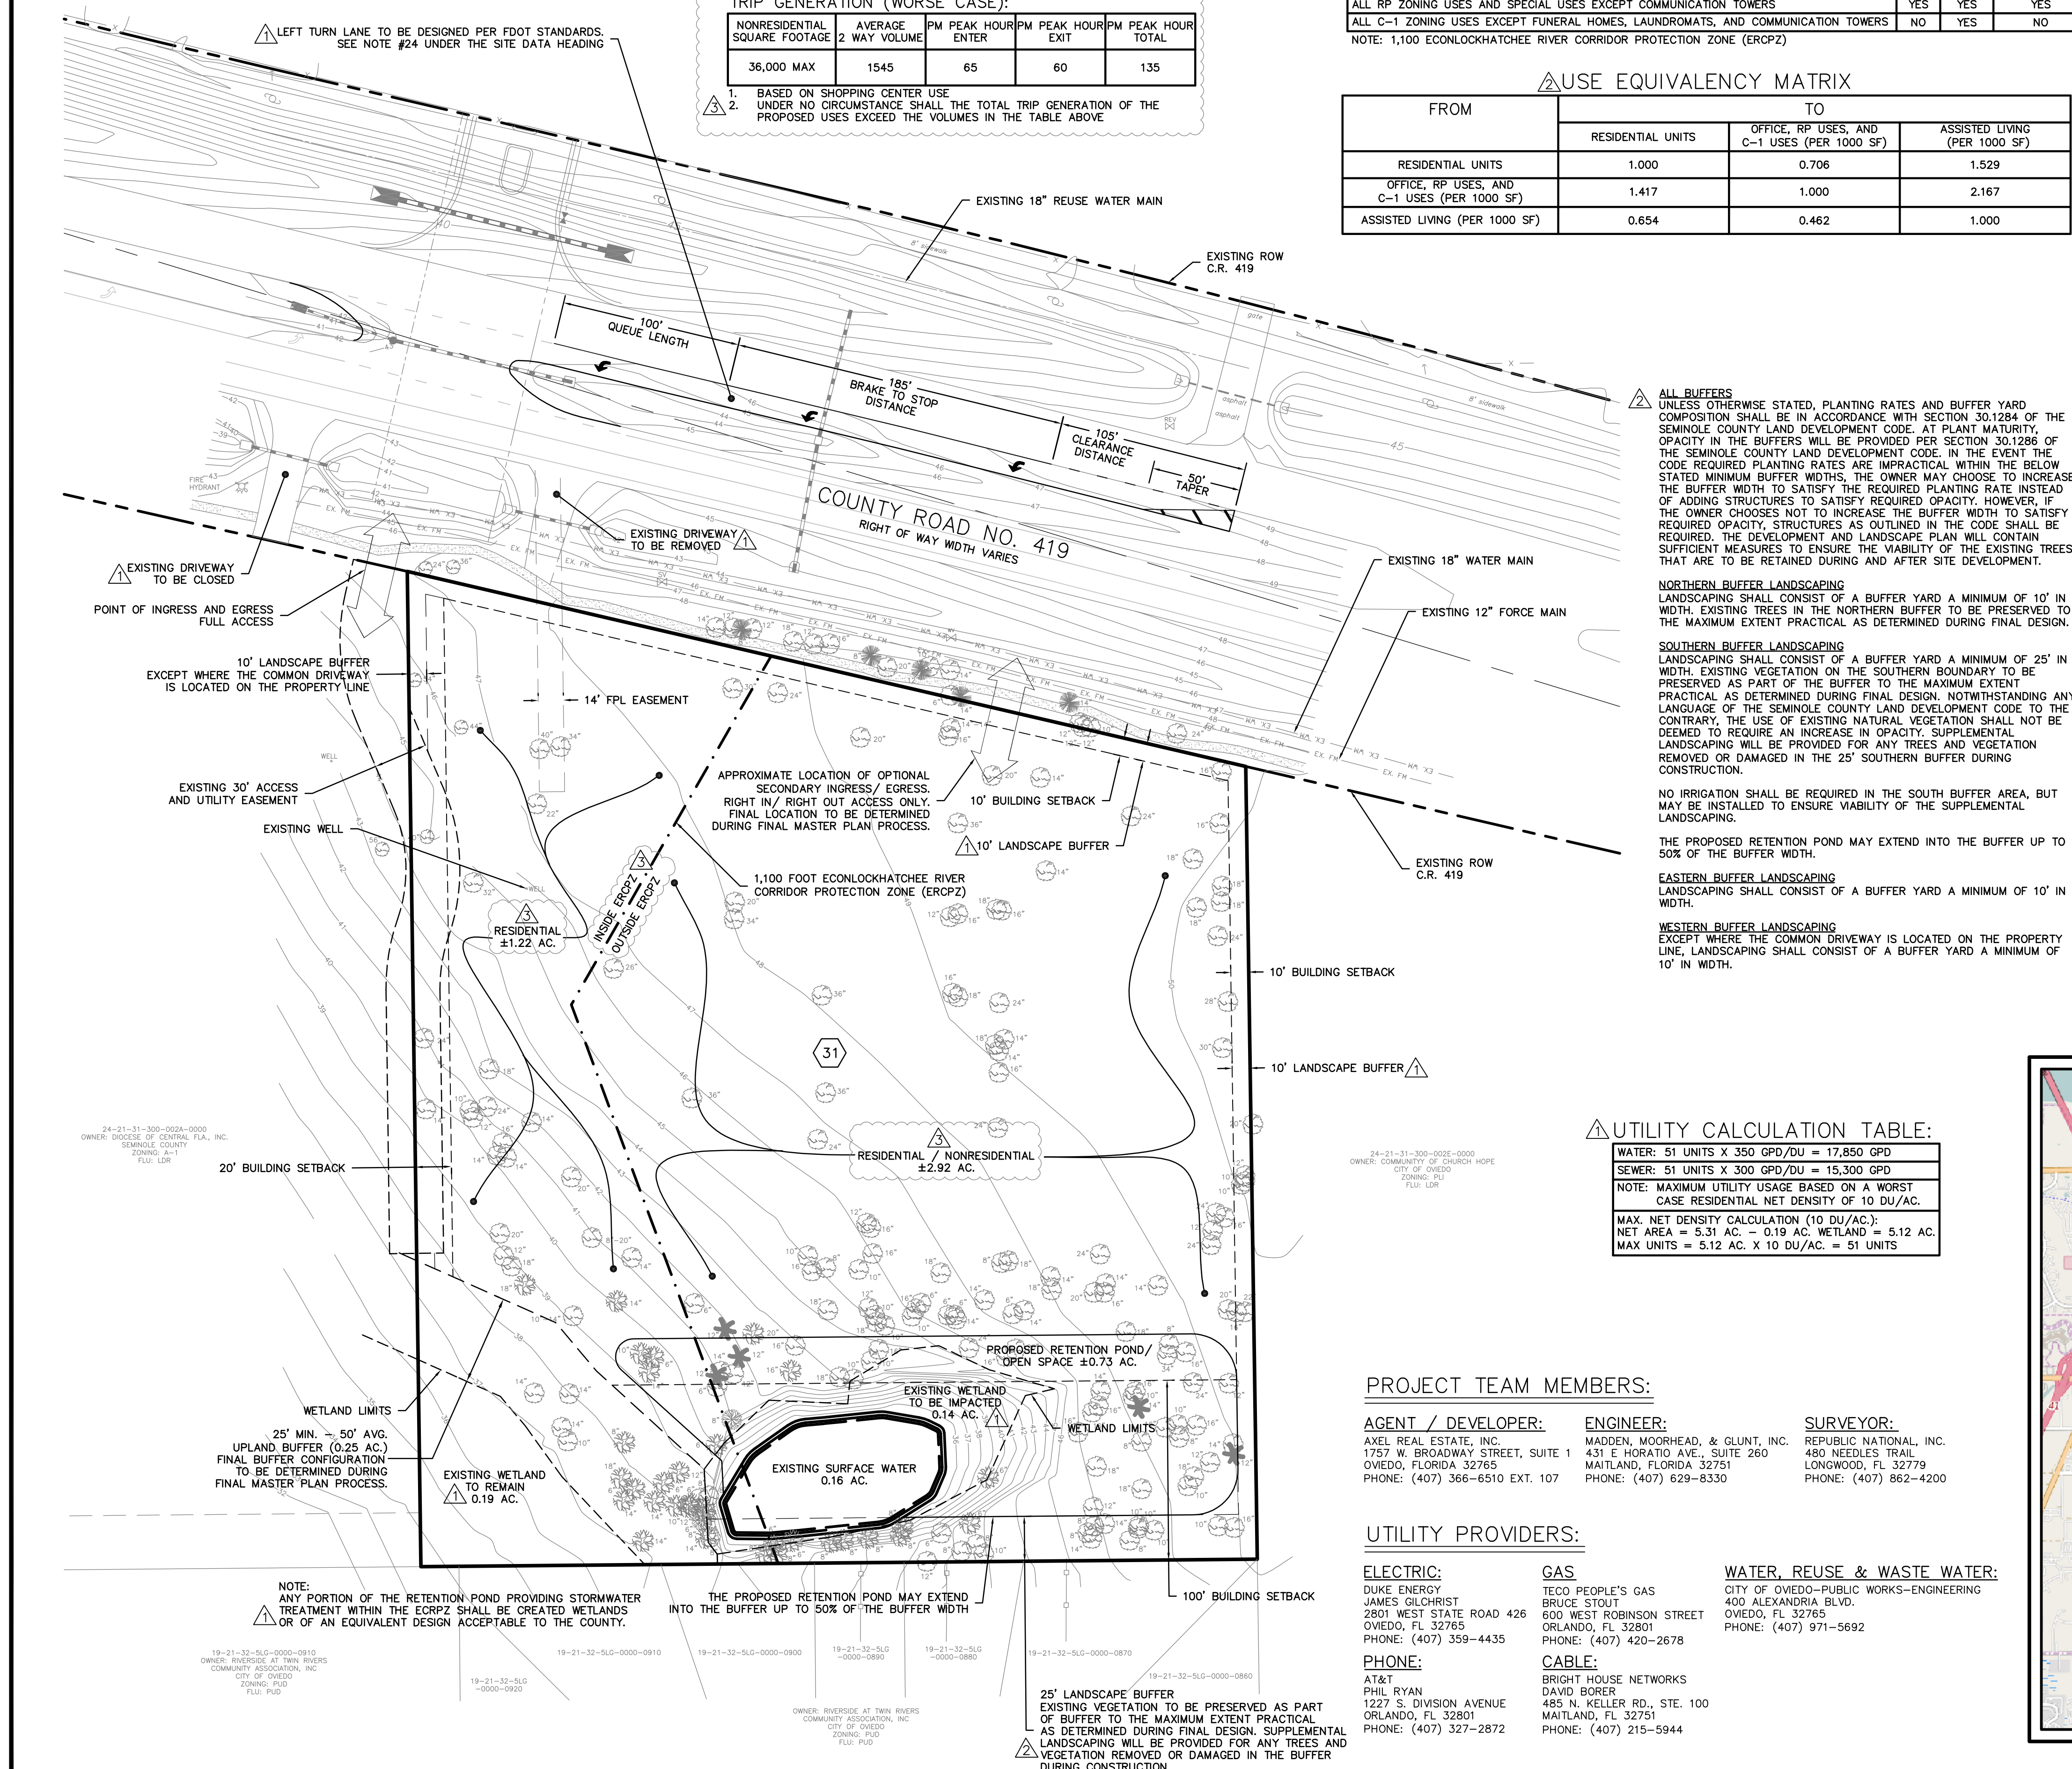 TRIP GENERATION (WORSE CASE):
NONRESIDENTIAL SQUARE FOOTAGE AVERAGE 2 WAY VOLUME PM PEAK HOUR ENTER PM PEAK HOUR EXIT PM PEAK HOUR TOTAL
36,000 MAX 1545 65 60 135
1. BASED ON SHOPPING CENTER USE
3 2. UNDER NO CIRCUMSTANCE SHALL THE TOTAL TRIP GENERATION OF THE
PROPOSED USES EXCEED THE VOLUMES IN THE TABLE ABOVE
ALL RP ZONING USES AND SPECIAL USES EXCEPT COMMUNICATION TOWERS YES YES YES
ALL C-1 ZONING USES EXCEPT FUNERAL HOMES, LAUNDROMATS, AND COMMUNICATION TOWERS NO YES NO
NOTE: 1,100 ECONLOCKHATCHEE RIVER CORRIDOR PROTECTION ZONE (ERCPZ)
2 USE EQUIVALENCY MATRIX
FROM TO
RESIDENTIAL UNITS OFFICE, RP USES, AND C-1 USES (PER 1000 SF) ASSISTED LIVING (PER 1000 SF)
RESIDENTIAL UNITS 1.000 0.706 1.529
OFFICE, RP USES, AND C-1 USES (PER 1000 SF) 1.417 1.000 2.167
ASSISTED LIVING (PER 1000 SF) 0.654 0.462 1.000
1 LEFT TURN LANE TO BE DESIGNED PER FDOT STANDARDS.
SEE NOTE #24 UNDER THE SITE DATA HEADING
EXISTING 18" REUSE WATER MAIN
8' sidewalk
EXISTING ROW
C.R. 419
gate
asphalt
asphalt
8' sidewalk
100'
QUEUE LENGTH
185'
BRAKE TO STOP
DISTANCE
105'
CLEARANCE
DISTANCE
50'
TAPER
COUNTY ROAD NO. 419
RIGHT OF WAY WIDTH VARIES
FIRE
HYDRANT
EXISTING DRIVEWAY
TO BE REMOVED 1
1 EXISTING DRIVEWAY
TO BE CLOSED
POINT OF INGRESS AND EGRESS
FULL ACCESS
EXISTING 18" WATER MAIN
EXISTING 12" FORCE MAIN
10' LANDSCAPE BUFFER
EXCEPT WHERE THE COMMON DRIVEWAY
IS LOCATED ON THE PROPERTY LINE
14' FPL EASEMENT
WELL
EXISTING 30' ACCESS
AND UTILITY EASEMENT
EXISTING WELL
WELL
APPROXIMATE LOCATION OF OPTIONAL
SECONDARY INGRESS/ EGRESS.
RIGHT IN/ RIGHT OUT ACCESS ONLY.
FINAL LOCATION TO BE DETERMINED
DURING FINAL MASTER PLAN PROCESS.
10' BUILDING SETBACK
1 10' LANDSCAPE BUFFER
EXISTING ROW
C.R. 419
1,100 FOOT ECONLOCKHATCHEE RIVER
CORRIDOR PROTECTION ZONE (ERCPZ)
3
INSIDE ERCPZ
OUTSIDE ERCPZ
3
RESIDENTIAL
±1.22 AC.
10' BUILDING SETBACK
31
10' LANDSCAPE BUFFER 1
3
RESIDENTIAL / NONRESIDENTIAL
±2.92 AC.
24-21-31-300-002A-0000
OWNER: DIOCESE OF CENTRAL FLA., INC.
SEMINOLE COUNTY
ZONING: A-1
FLU: LDR
20' BUILDING SETBACK
24-21-31-300-002E-0000
OWNER: COMMUNITYY OF CHURCH HOPE
CITY OF OVIEDO
ZONING: PLI
FLU: LDR
PROPOSED RETENTION POND/
OPEN SPACE ±0.73 AC.
EXISTING WETLAND
TO BE IMPACTED
0.14 AC. 1
WETLAND LIMITS
WETLAND LIMITS
25' MIN. - 50' AVG.
UPLAND BUFFER (0.25 AC.)
FINAL BUFFER CONFIGURATION
TO BE DETERMINED DURING
FINAL MASTER PLAN PROCESS.
EXISTING WETLAND
TO REMAIN
1 0.19 AC.
EXISTING SURFACE WATER
0.16 AC.
NOTE:
ANY PORTION OF THE RETENTION POND PROVIDING STORMWATER
1 TREATMENT WITHIN THE ECRPZ SHALL BE CREATED WETLANDS
OR OF AN EQUIVALENT DESIGN ACCEPTABLE TO THE COUNTY.
THE PROPOSED RETENTION POND MAY EXTEND
INTO THE BUFFER UP TO 50% OF THE BUFFER WIDTH
100' BUILDING SETBACK
19-21-32-5LG-0000-0910
OWNER: RIVERSIDE AT TWIN RIVERS
COMMUNITY ASSOCIATION, INC
CITY OF OVIEDO
ZONING: PUD
FLU: PUD
19-21-32-5LG
-0000-0920
19-21-32-5LG-0000-0910
19-21-32-5LG-0000-0900
19-21-32-5LG
-0000-0890
19-21-32-5LG
-0000-0880
19-21-32-5LG-0000-0870
19-21-32-5LG-0000-0860
OWNER: RIVERSIDE AT TWIN RIVERS
COMMUNITY ASSOCIATION, INC
CITY OF OVIEDO
ZONING: PUD
FLU: PUD
25' LANDSCAPE BUFFER
EXISTING VEGETATION TO BE PRESERVED AS PART
OF BUFFER TO THE MAXIMUM EXTENT PRACTICAL
AS DETERMINED DURING FINAL DESIGN. SUPPLEMENTAL
LANDSCAPING WILL BE PROVIDED FOR ANY TREES AND
2 VEGETATION REMOVED OR DAMAGED IN THE BUFFER
DURING CONSTRUCTION
2 ALL BUFFERS
UNLESS OTHERWISE STATED, PLANTING RATES AND BUFFER YARD
COMPOSITION SHALL BE IN ACCORDANCE WITH SECTION 30.1284 OF THE
SEMINOLE COUNTY LAND DEVELOPMENT CODE. AT PLANT MATURITY,
OPACITY IN THE BUFFERS WILL BE PROVIDED PER SECTION 30.1286 OF
THE SEMINOLE COUNTY LAND DEVELOPMENT CODE. IN THE EVENT THE
CODE REQUIRED PLANTING RATES ARE IMPRACTICAL WITHIN THE BELOW
STATED MINIMUM BUFFER WIDTHS, THE OWNER MAY CHOOSE TO INCREASE
THE BUFFER WIDTH TO SATISFY THE REQUIRED PLANTING RATE INSTEAD
OF ADDING STRUCTURES TO SATISFY REQUIRED OPACITY. HOWEVER, IF
THE OWNER CHOOSES NOT TO INCREASE THE BUFFER WIDTH TO SATISFY
REQUIRED OPACITY, STRUCTURES AS OUTLINED IN THE CODE SHALL BE
REQUIRED. THE DEVELOPMENT AND LANDSCAPE PLAN WILL CONTAIN
SUFFICIENT MEASURES TO ENSURE THE VIABILITY OF THE EXISTING TREES
THAT ARE TO BE RETAINED DURING AND AFTER SITE DEVELOPMENT.
NORTHERN BUFFER LANDSCAPING
LANDSCAPING SHALL CONSIST OF A BUFFER YARD A MINIMUM OF 10' IN
WIDTH. EXISTING TREES IN THE NORTHERN BUFFER TO BE PRESERVED TO
THE MAXIMUM EXTENT PRACTICAL AS DETERMINED DURING FINAL DESIGN.
SOUTHERN BUFFER LANDSCAPING
LANDSCAPING SHALL CONSIST OF A BUFFER YARD A MINIMUM OF 25' IN
WIDTH. EXISTING VEGETATION ON THE SOUTHERN BOUNDARY TO BE
PRESERVED AS PART OF THE BUFFER TO THE MAXIMUM EXTENT
PRACTICAL AS DETERMINED DURING FINAL DESIGN. NOTWITHSTANDING ANY
LANGUAGE OF THE SEMINOLE COUNTY LAND DEVELOPMENT CODE TO THE
CONTRARY, THE USE OF EXISTING NATURAL VEGETATION SHALL NOT BE
DEEMED TO REQUIRE AN INCREASE IN OPACITY. SUPPLEMENTAL
LANDSCAPING WILL BE PROVIDED FOR ANY TREES AND VEGETATION
REMOVED OR DAMAGED IN THE 25' SOUTHERN BUFFER DURING
CONSTRUCTION.
NO IRRIGATION SHALL BE REQUIRED IN THE SOUTH BUFFER AREA, BUT
MAY BE INSTALLED TO ENSURE VIABILITY OF THE SUPPLEMENTAL
LANDSCAPING.
THE PROPOSED RETENTION POND MAY EXTEND INTO THE BUFFER UP TO
50% OF THE BUFFER WIDTH.
EASTERN BUFFER LANDSCAPING
LANDSCAPING SHALL CONSIST OF A BUFFER YARD A MINIMUM OF 10' IN
WIDTH.
WESTERN BUFFER LANDSCAPING
EXCEPT WHERE THE COMMON DRIVEWAY IS LOCATED ON THE PROPERTY
LINE, LANDSCAPING SHALL CONSIST OF A BUFFER YARD A MINIMUM OF
10' IN WIDTH.
1 UTILITY CALCULATION TABLE:
WATER: 51 UNITS X 350 GPD/DU = 17,850 GPD
SEWER: 51 UNITS X 300 GPD/DU = 15,300 GPD
NOTE: MAXIMUM UTILITY USAGE BASED ON A WORST
CASE RESIDENTIAL NET DENSITY OF 10 DU/AC.
MAX. NET DENSITY CALCULATION (10 DU/AC.):
NET AREA = 5.31 AC. - 0.19 AC. WETLAND = 5.12 AC.
MAX UNITS = 5.12 AC. X 10 DU/AC. = 51 UNITS
PROJECT TEAM MEMBERS:
AGENT / DEVELOPER:
AXEL REAL ESTATE, INC.
1757 W. BROADWAY STREET, SUITE 1
OVIEDO, FLORIDA 32765
PHONE: (407) 366-6510 EXT. 107
ENGINEER:
MADDEN, MOORHEAD, & GLUNT, INC.
431 E HORATIO AVE., SUITE 260
MAITLAND, FLORIDA 32751
PHONE: (407) 629-8330
SURVEYOR:
REPUBLIC NATIONAL, INC.
480 NEEDLES TRAIL
LONGWOOD, FL 32779
PHONE: (407) 862-4200
UTILITY PROVIDERS:
ELECTRIC:
DUKE ENERGY
JAMES GILCHRIST
2801 WEST STATE ROAD 426
OVIEDO, FL 32765
PHONE: (407) 359-4435
GAS
TECO PEOPLE'S GAS
BRUCE STOUT
600 WEST ROBINSON STREET
ORLANDO, FL 32801
PHONE: (407) 420-2678
WATER, REUSE & WASTE WATER:
CITY OF OVIEDO-PUBLIC WORKS-ENGINEERING
400 ALEXANDRIA BLVD.
OVIEDO, FL 32765
PHONE: (407) 971-5692
PHONE:
AT&T
PHIL RYAN
1227 S. DIVISION AVENUE
ORLANDO, FL 32801
PHONE: (407) 327-2872
CABLE:
BRIGHT HOUSE NETWORKS
DAVID BORER
485 N. KELLER RD., STE. 100
MAITLAND, FL 32751
PHONE: (407) 215-5944